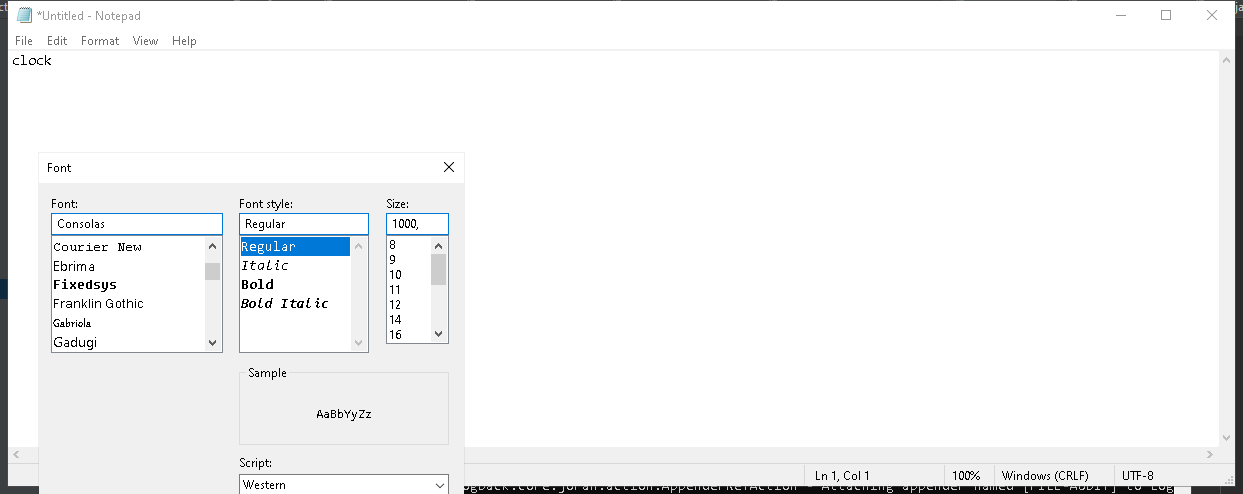 *Untitled - Notepad
File Edit Format View Help
clock
Font
Font: Font style: Size:
Consolas Regular 1000,
Courier New Regular 8
Ebrima Italic 9
Fixedsys Bold 10
Franklin Gothic Bold Italic 11
Gabriola 12
Gadugi 14
16
Sample
AaBbYyZz
Script:
Western
Ln 1, Col 1 100% Windows (CRLF) UTF-8